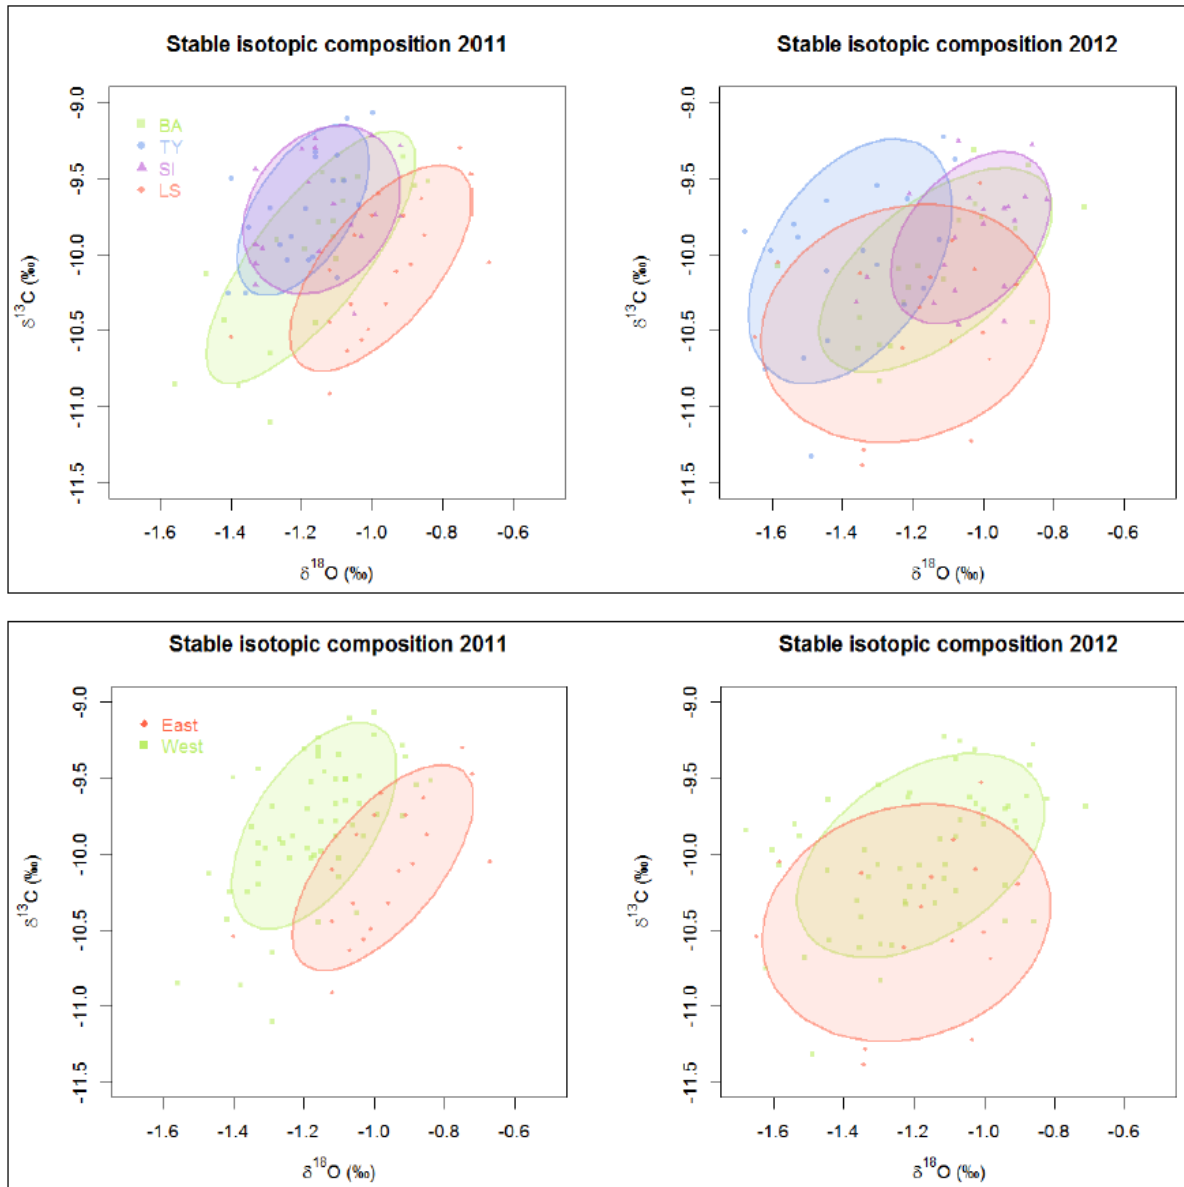 Stable isotopic composition 2011
-9.0
-9.5
-10.0
-10.5
-11.0
-11.5
δ13C (‰)
BA
TY
SI
LS
-1.6 -1.4 -1.2 -1.0 -0.8 -0.6
δ18O (‰)
Stable isotopic composition 2012
-9.0
-9.5
-10.0
-10.5
-11.0
-11.5
δ13C (‰)
-1.6 -1.4 -1.2 -1.0 -0.8 -0.6
δ18O (‰)
Stable isotopic composition 2011
-9.0
-9.5
-10.0
-10.5
-11.0
-11.5
δ13C (‰)
East
West
-1.6 -1.4 -1.2 -1.0 -0.8 -0.6
δ18O (‰)
Stable isotopic composition 2012
-9.0
-9.5
-10.0
-10.5
-11.0
-11.5
δ13C (‰)
-1.6 -1.4 -1.2 -1.0 -0.8 -0.6
δ18O (‰)